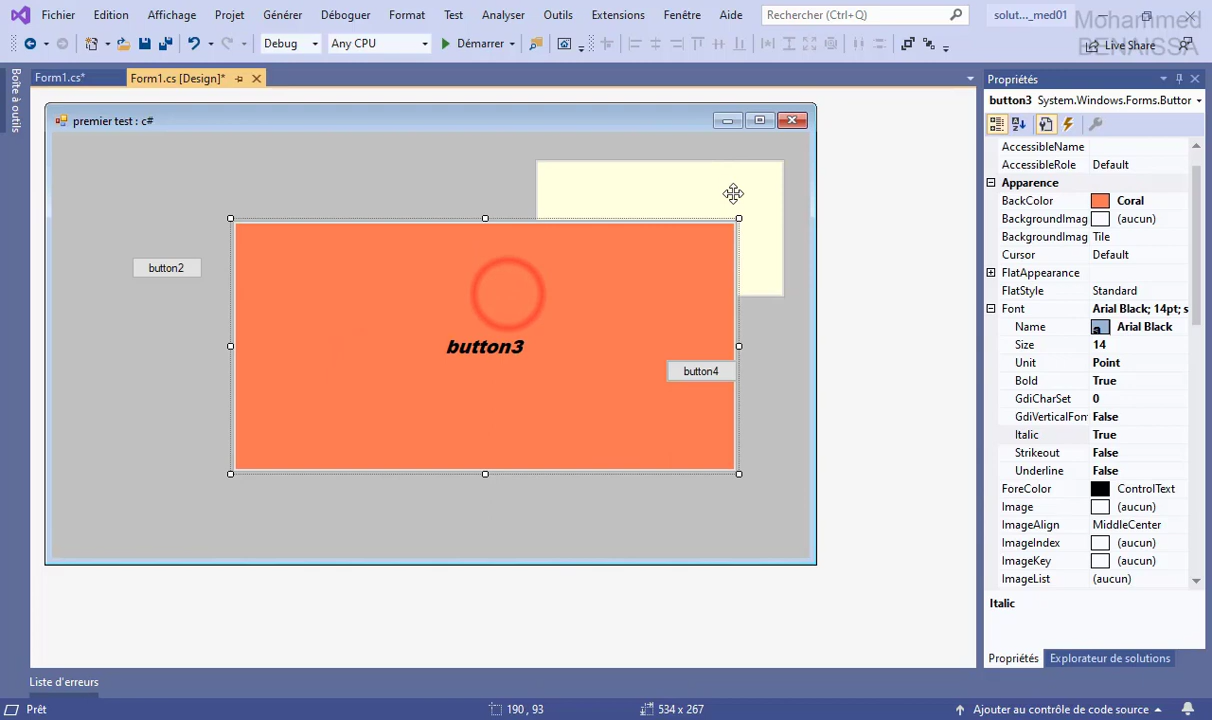 Fichier Edition Affichage Projet Générer Déboguer Format Test Analyser Outils Extensions Fenêtre Aide Rechercher (Ctrl+Q) solut..._med01
Mohammed
BENAISSA
Debug Any CPU Démarrer Live Share
Boîte à outils
Form1.cs* Form1.cs [Design]*
premier test : c#
button2
button3
button4
Propriétés
button3 System.Windows.Forms.Button
AccessibleName
AccessibleRole Default
Apparence
BackColor Coral
BackgroundImag (aucun)
BackgroundImag Tile
Cursor Default
FlatAppearance
FlatStyle Standard
Font Arial Black; 14pt; s
Name Arial Black
Size 14
Unit Point
Bold True
GdiCharSet 0
GdiVerticalFont False
Italic True
Strikeout False
Underline False
ForeColor ControlText
Image (aucun)
ImageAlign MiddleCenter
ImageIndex (aucun)
ImageKey (aucun)
ImageList (aucun)
Italic
Propriétés Explorateur de solutions
Liste d'erreurs
Prêt 190 , 93 534 x 267 Ajouter au contrôle de code source